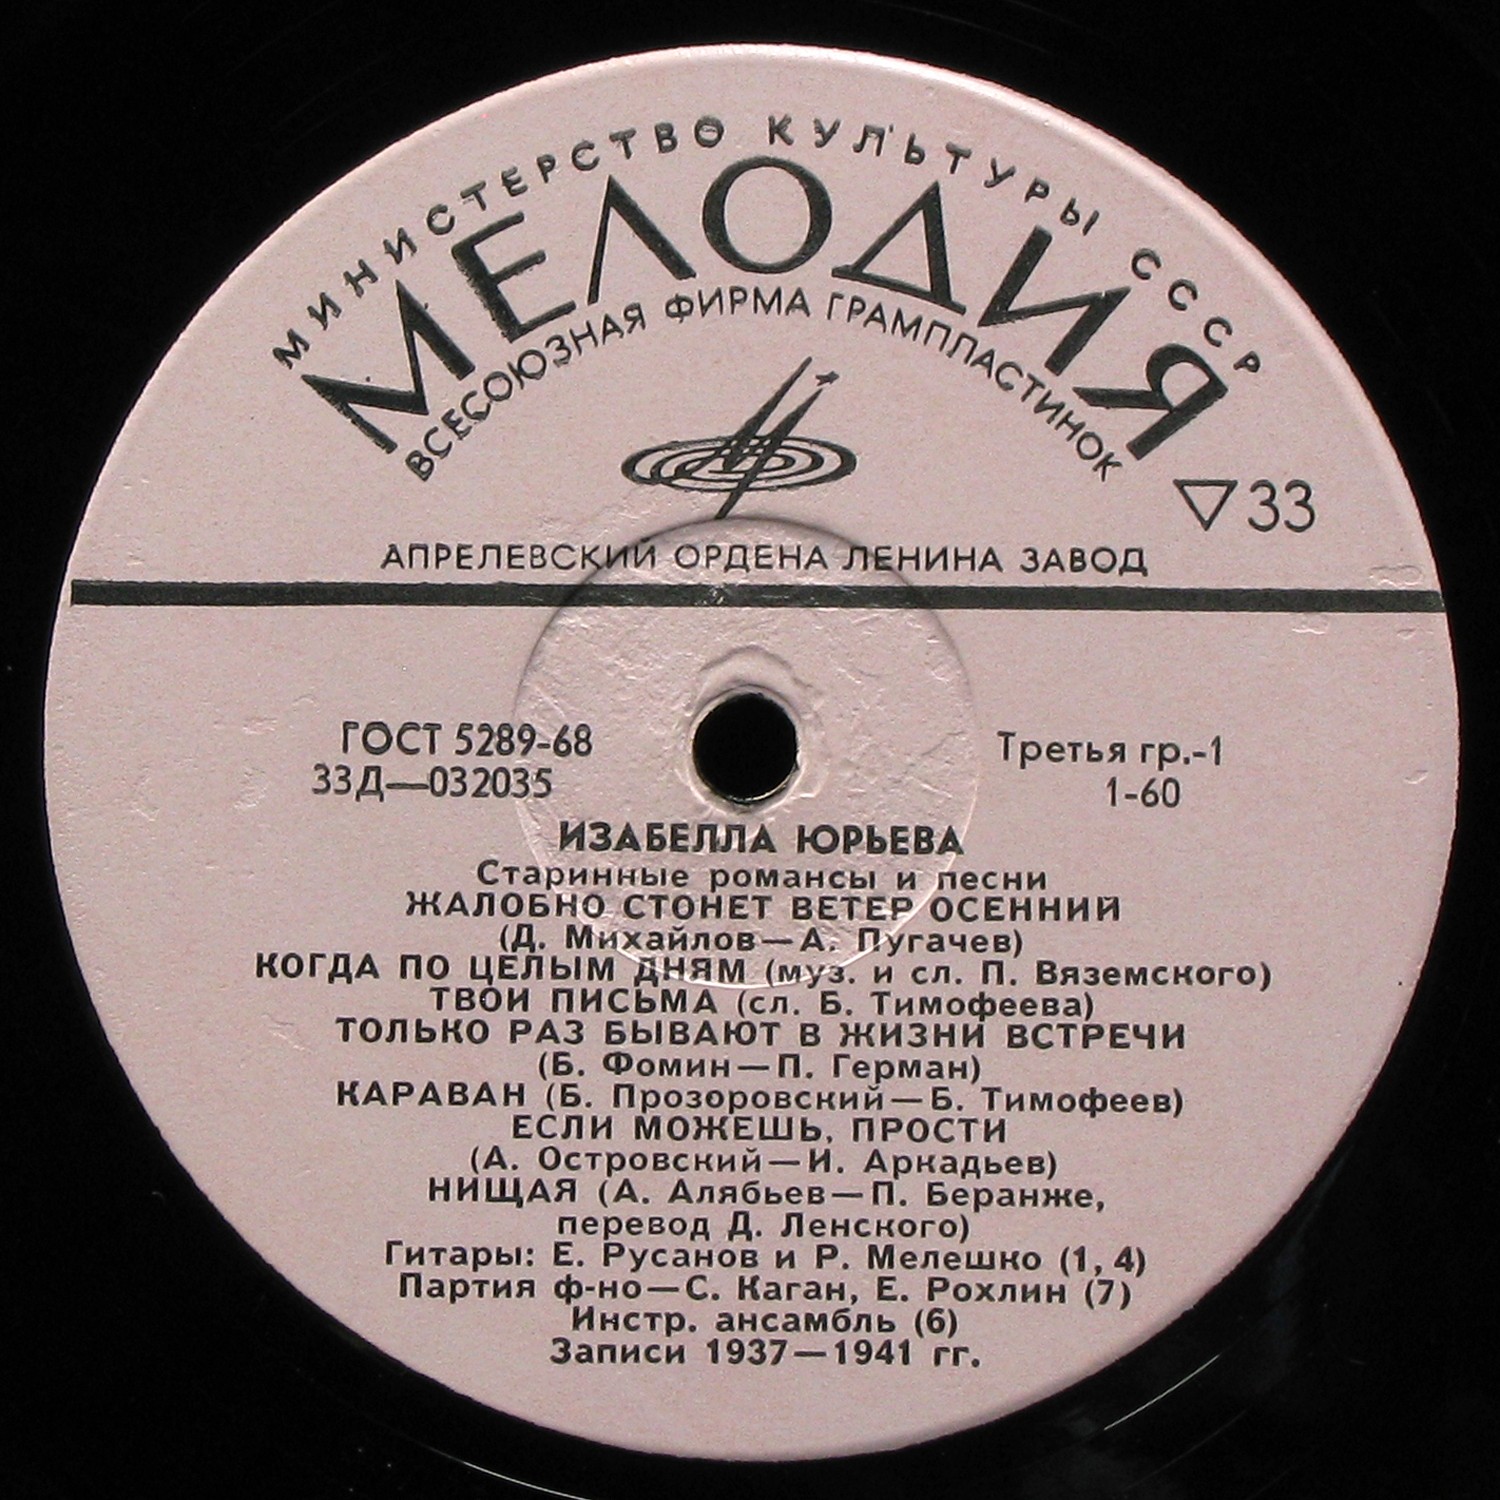 МИНИСТЕРСТВО КУЛЬТУРЫ СССР
МЕЛОДИЯ
ВСЕСОЮЗНАЯ ФИРМА ГРАМПЛАСТИНОК
▽33
АПРЕЛЕВСКИЙ ОРДЕНА ЛЕНИНА ЗАВОД
ГОСТ 5289-68
33Д—032035
Третья гр.-1
1-60
ИЗАБЕЛЛА ЮРЬЕВА
Старинные романсы и песни
ЖАЛОБНО СТОНЕТ ВЕТЕР ОСЕННИЙ
(Д. Михайлов—А. Пугачев)
КОГДА ПО ЦЕЛЫМ ДНЯМ (муз. и сл. П. Вяземского)
ТВОИ ПИСЬМА (сл. Б. Тимофеева)
ТОЛЬКО РАЗ БЫВАЮТ В ЖИЗНИ ВСТРЕЧИ
(Б. Фомин—П. Герман)
КАРАВАН (Б. Прозоровский—Б. Тимофеев)
ЕСЛИ МОЖЕШЬ, ПРОСТИ
(А. Островский—И. Аркадьев)
НИЩАЯ (А. Алябьев—П. Беранже,
перевод Д. Ленского)
Гитары: Е. Русанов и Р. Мелешко (1, 4)
Партия ф-но—С. Каган, Е. Рохлин (7)
Инстр. ансамбль (6)
Записи 1937—1941 гг.